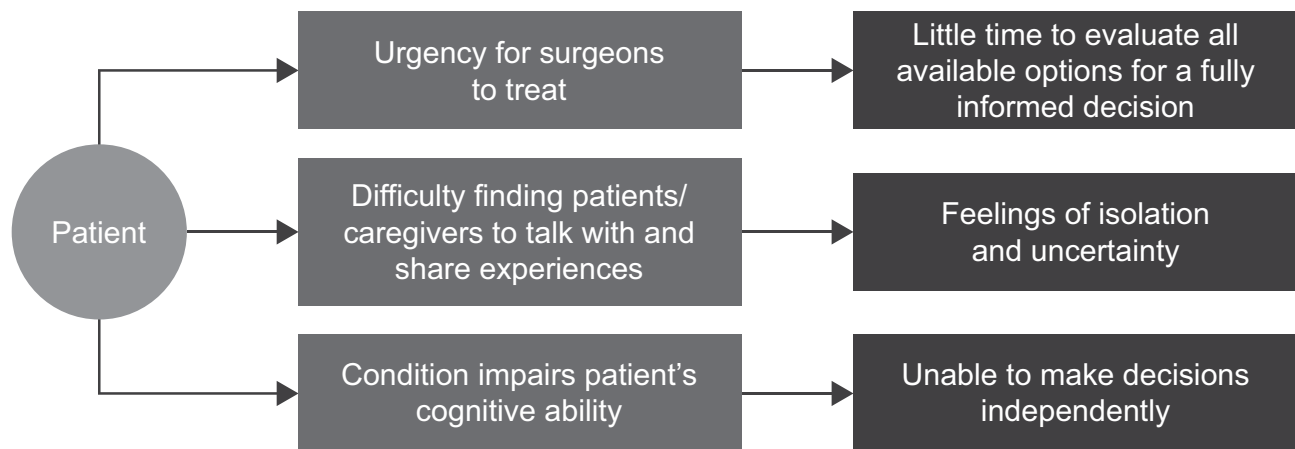 Patient
Urgency for surgeons
to treat
Little time to evaluate all
available options for a fully
informed decision
Difficulty finding patients/
caregivers to talk with and
share experiences
Feelings of isolation
and uncertainty
Condition impairs patient’s
cognitive ability
Unable to make decisions
independently